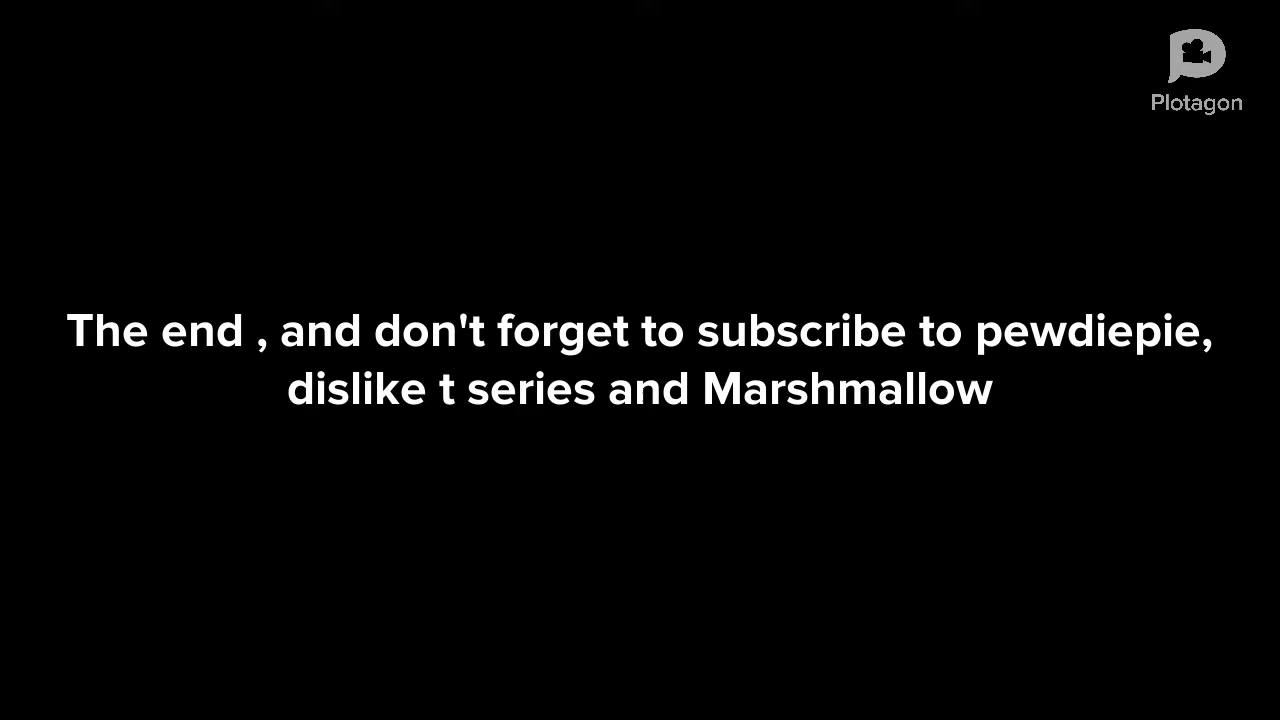 Plotagon
The end , and don't forget to subscribe to pewdiepie,
dislike t series and Marshmallow